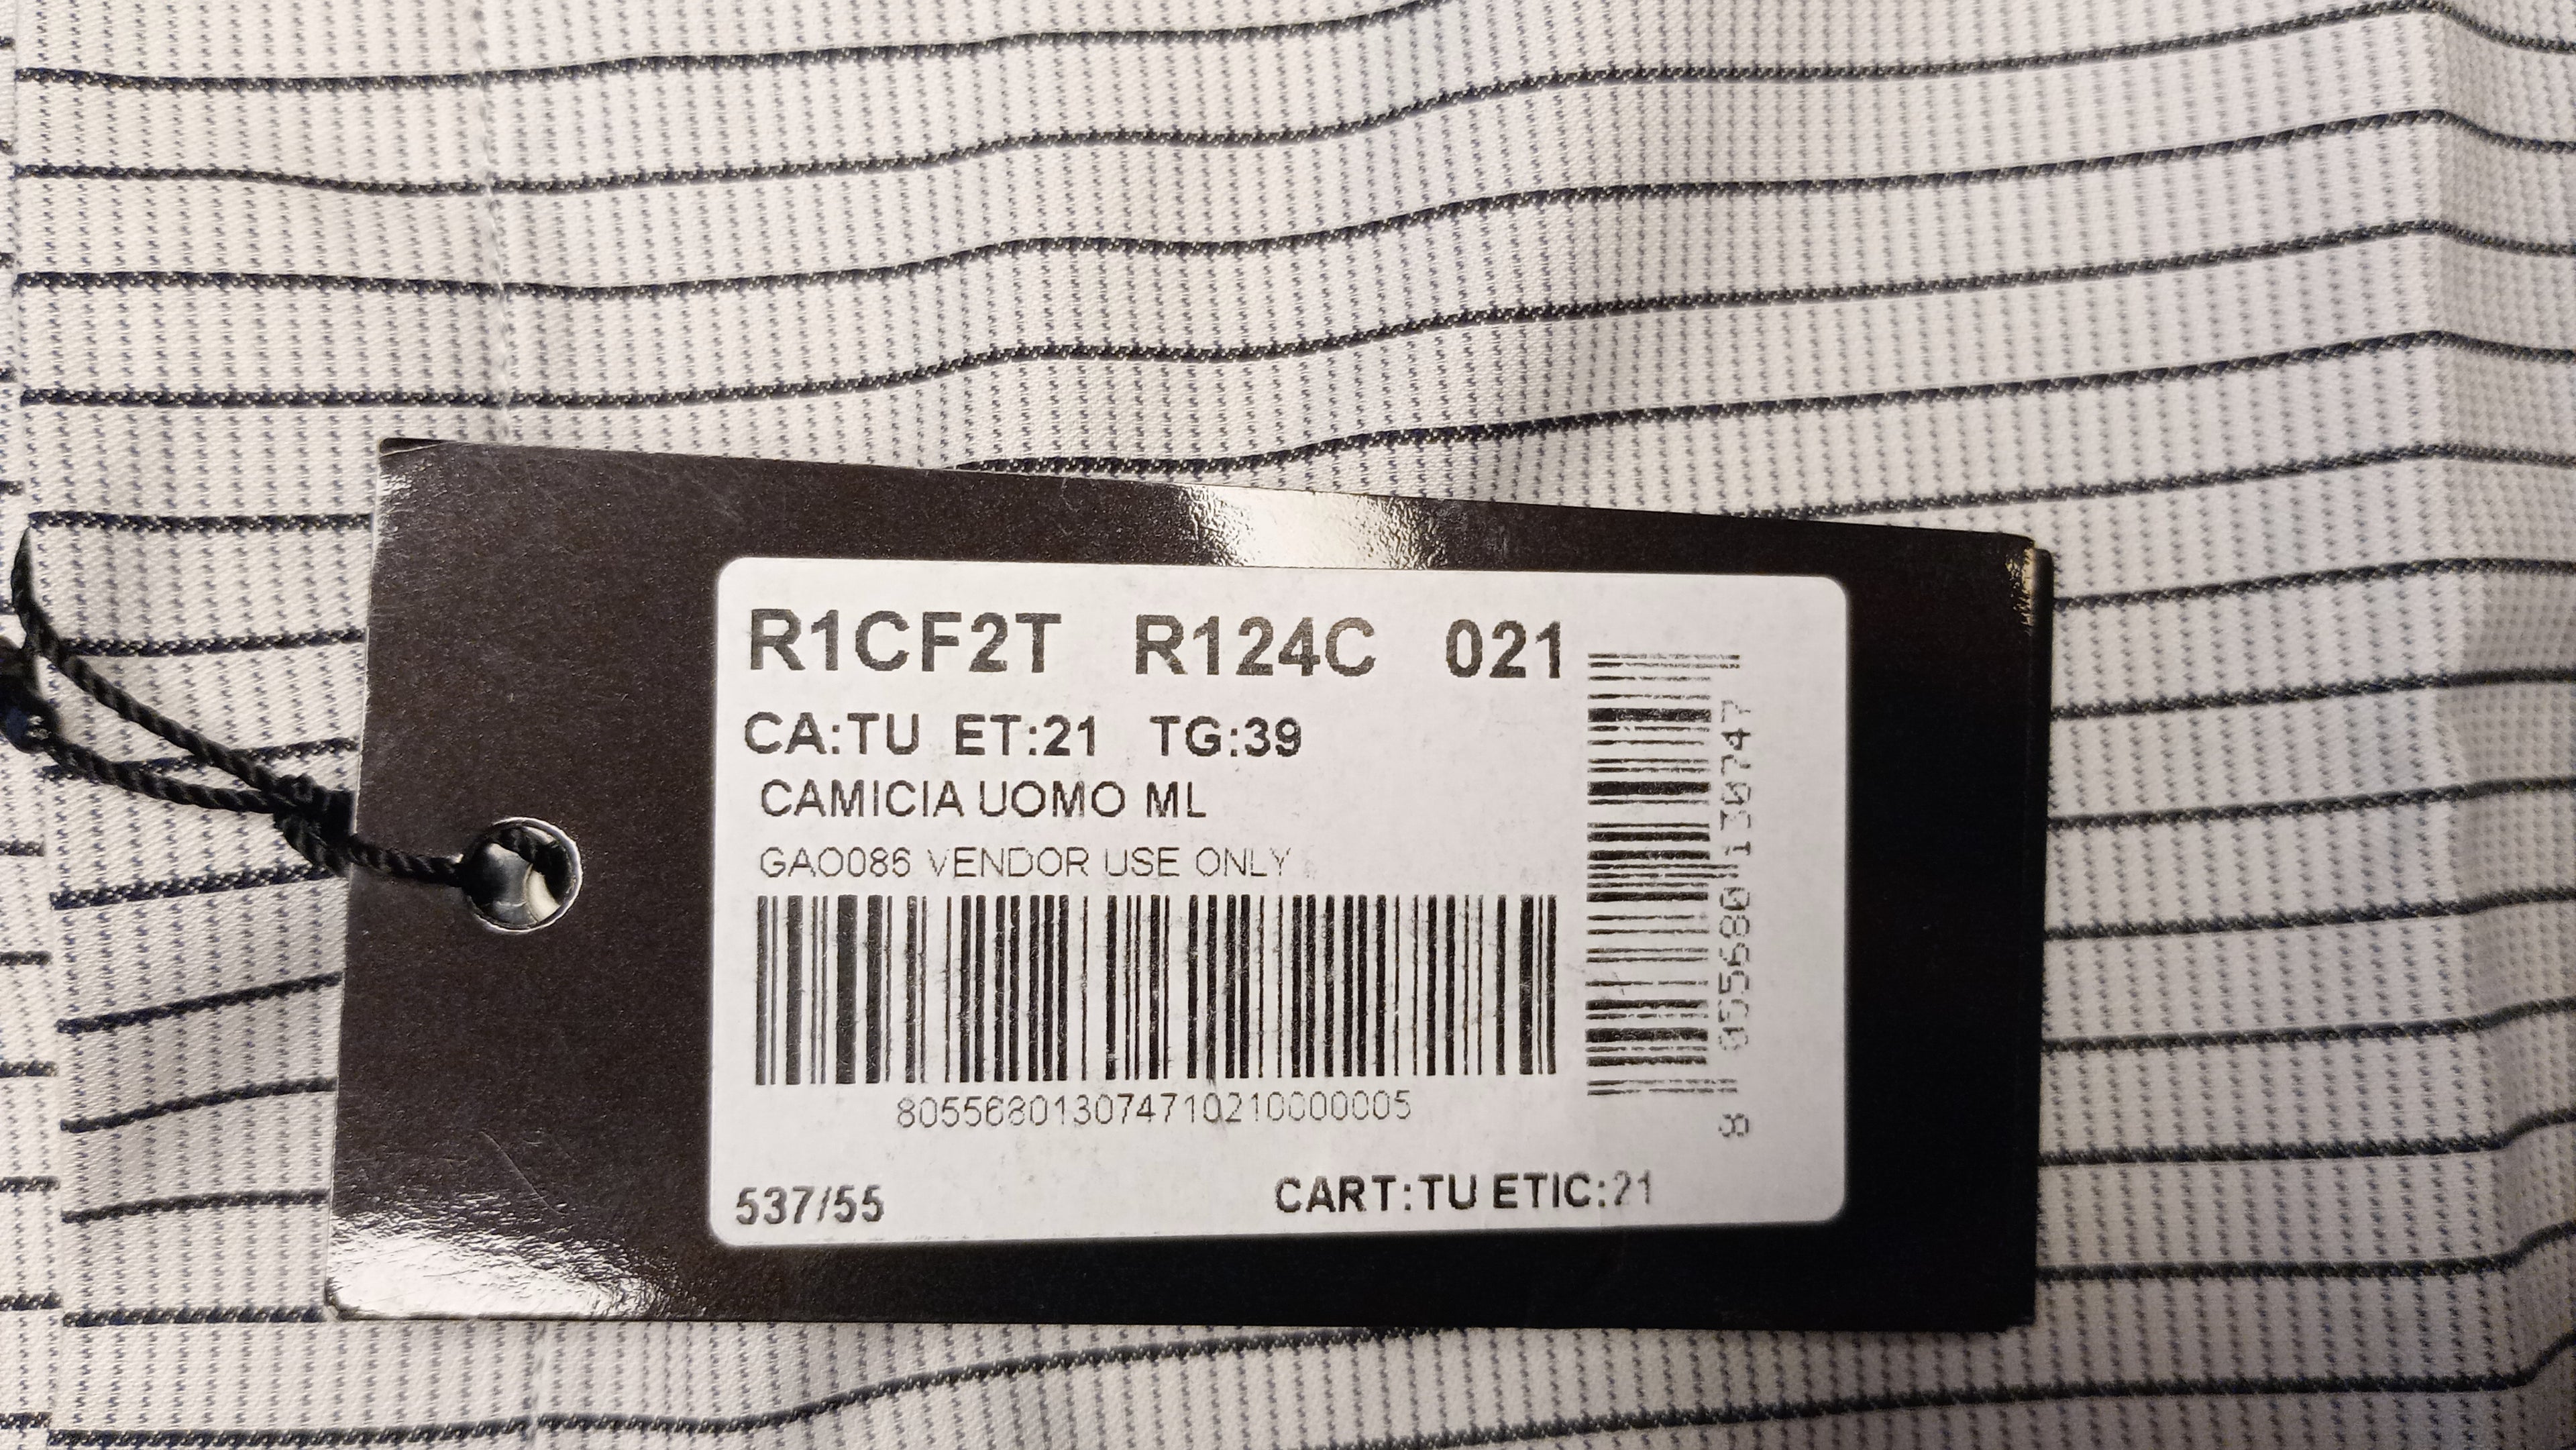 R1CF2T R124C 021
CA:TU ET:21 TG:39
CAMICIA UOMO ML
GAO086 VENDOR USE ONLY
805568013074710210000005
8 055680 130747
537/55
CART:TU ETIC:21